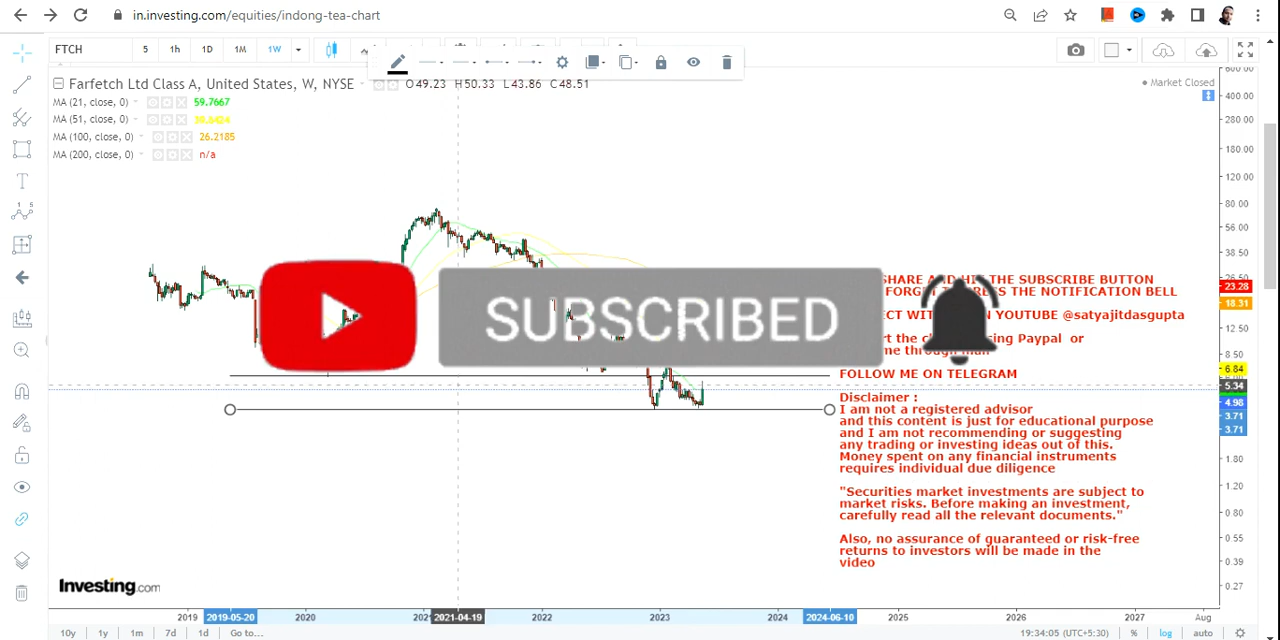 in.investing.com/equities/indong-tea-chart
FTCH 5 1h 1D 1M 1W
Farfetch Ltd Class A, United States, W, NYSE O49.23 H50.33 L43.86 C48.51
Market Closed
MA (21, close, 0) 59.7667
MA (51, close, 0)
MA (100, close, 0) 26.2185
MA (200, close, 0) n/a
400.00
280.00
180.00
120.00
80.00
56.00
38.50
SHARE AND HIT THE SUBSCRIBE BUTTON
THE NOTIFICATION BELL
23.28
18.31
SUBSCRIBED
ON YOUTUBE @satyajitdasgupta
12.50
Paypal or
through
8.50
FOLLOW ME ON TELEGRAM
6.84
5.34
4.98
3.71
3.71
Disclaimer :
I am not a registered advisor
and this content is just for educational purpose
and I am not recommending or suggesting
any trading or investing ideas out of this.
Money spent on any financial instruments
requires individual due diligence
1.80
1.20
0.80
0.55
0.39
0.27
"Securities market investments are subject to
market risks. Before making an investment,
carefully read all the relevant documents."
Also, no assurance of guaranteed or risk-free
returns to investors will be made in the
video
Investing.com
2019 2019-05-20 2020 2021-04-19 2022 2023 2024 2024-06-10 2025 2026 2027 Aug
10y 1y 1m 7d 1d Go to... 19:34:05 (UTC+5:30) % log auto